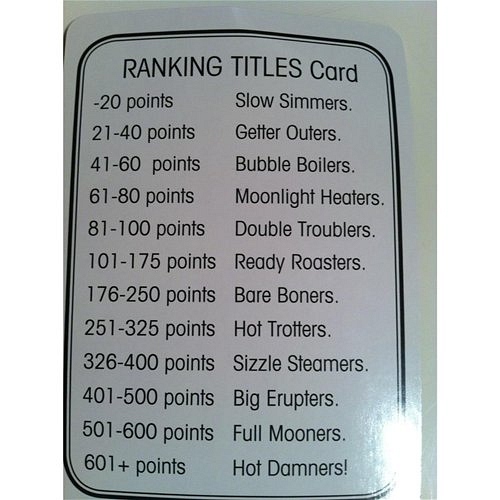 RANKING TITLES Card
-20 points Slow Simmers.
21-40 points Getter Outers.
41-60 points Bubble Boilers.
61-80 points Moonlight Heaters.
81-100 points Double Troublers.
101-175 points Ready Roasters.
176-250 points Bare Boners.
251-325 points Hot Trotters.
326-400 points Sizzle Steamers.
401-500 points Big Erupters.
501-600 points Full Mooners.
601+ points Hot Damners!